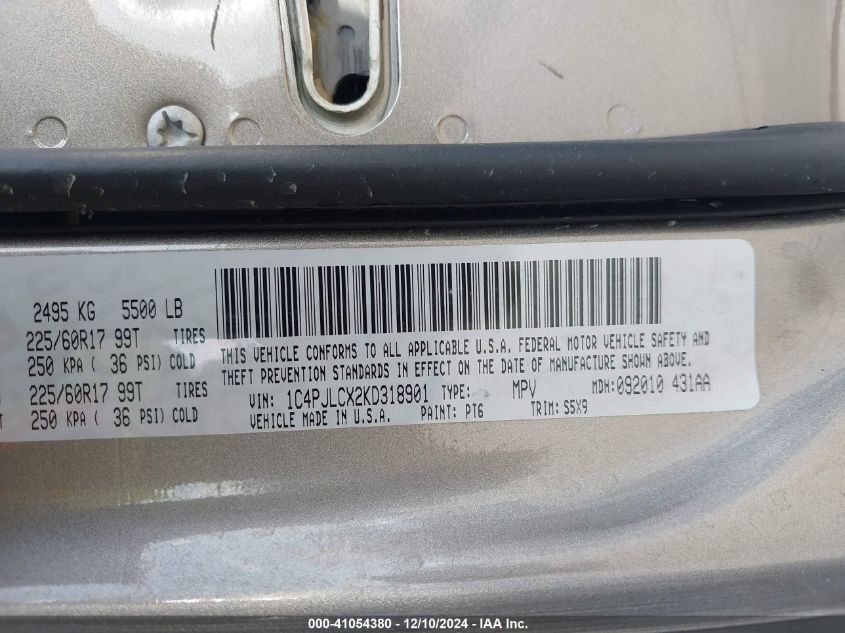 2495 KG 5500 LB
225/60R17 99T TIRES
250 KPA ( 36 PSI) COLD
225/60R17 99T TIRES
250 KPA ( 36 PSI) COLD
THIS VEHICLE CONFORMS TO ALL APPLICABLE U.S.A. FEDERAL MOTOR VEHICLE SAFETY AND
THEFT PREVENTION STANDARDS IN EFFECT ON THE DATE OF MANUFACTURE SHOWN ABOVE.
VIN: 1C4PJLCX2KD318901 TYPE: MPV MDH:092010 431AA
VEHICLE MADE IN U.S.A. PAINT: PT6 TRIM: S5X9
000-41054380 - 12/10/2024 - IAA Inc.